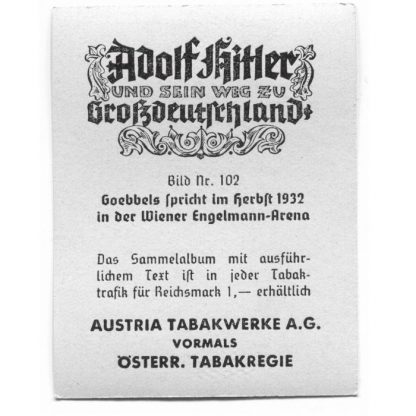 Adolf Hitler
UND SEIN WEG ZU
Großdeutschland
Bild Nr. 102
Goebbels spricht im Herbst 1932
in der Wiener Engelmann-Arena
Das Sammelalbum mit ausführ-
lichem Text ist in jeder Tabak-
trafik für Reichsmark 1,— erhältlich
AUSTRIA TABAKWERKE A.G.
VORMALS
ÖSTERR. TABAKREGIE